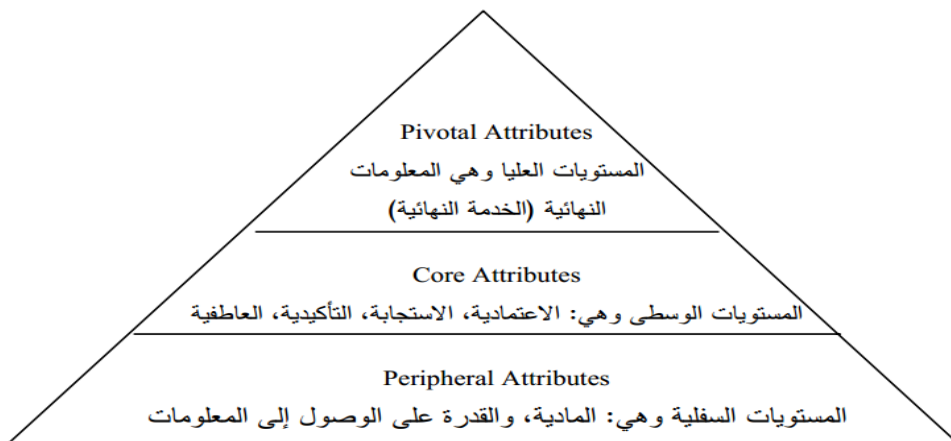 Pivotal Attributes
المستويات العليا وهي المعلومات
النهائية (الخدمة النهائية)
Core Attributes
المستويات الوسطى وهي: الاعتمادية، الاستجابة، التأكيدية، العاطفية
Peripheral Attributes
المستويات السفلية وهي: المادية، والقدرة على الوصول إلى المعلومات